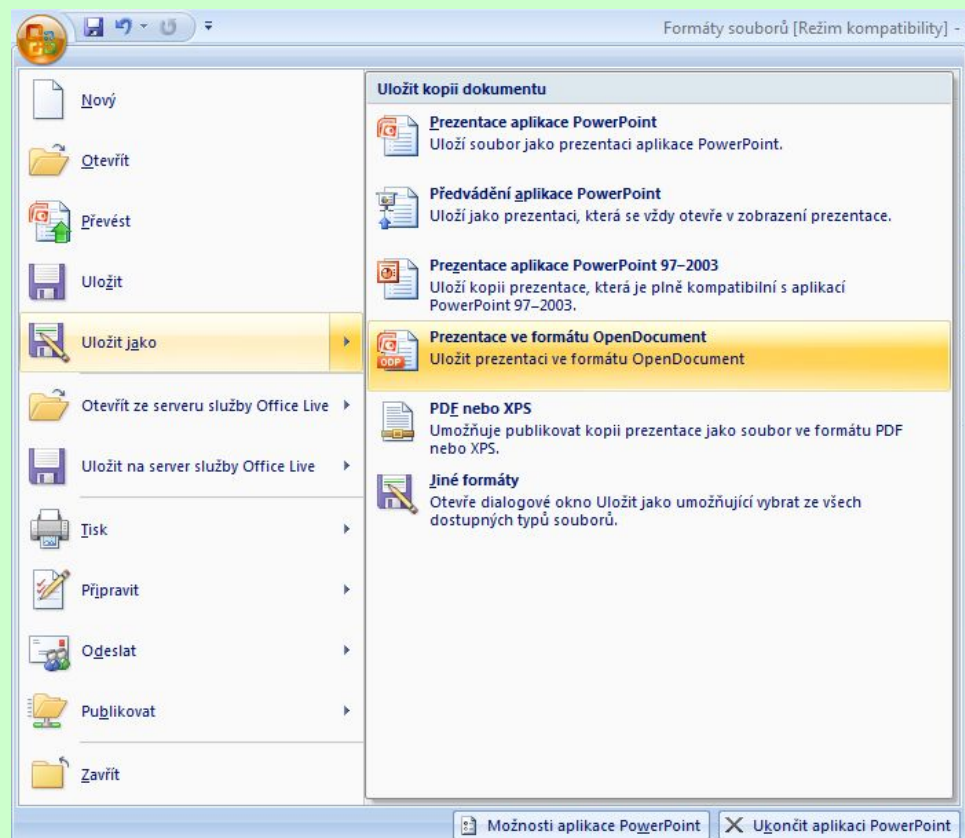 Formáty souborů [Režim kompatibility] -
Nový
Otevřít
Převést
Uložit
Uložit jako
Otevřít ze serveru služby Office Live
Uložit na server služby Office Live
Tisk
Připravit
Odeslat
Publikovat
Zavřít
Uložit kopii dokumentu
Prezentace aplikace PowerPoint
Uloží soubor jako prezentaci aplikace PowerPoint.
Předvádění aplikace PowerPoint
Uloží jako prezentaci, která se vždy otevře v zobrazení prezentace.
Prezentace aplikace PowerPoint 97–2003
Uloží kopii prezentace, která je plně kompatibilní s aplikací
PowerPoint 97–2003.
ODP
Prezentace ve formátu OpenDocument
Uložit prezentaci ve formátu OpenDocument
PDF nebo XPS
Umožňuje publikovat kopii prezentace jako soubor ve formátu PDF
nebo XPS.
Jiné formáty
Otevře dialogové okno Uložit jako umožňující vybrat ze všech
dostupných typů souborů.
Možnosti aplikace PowerPoint
Ukončit aplikaci PowerPoint